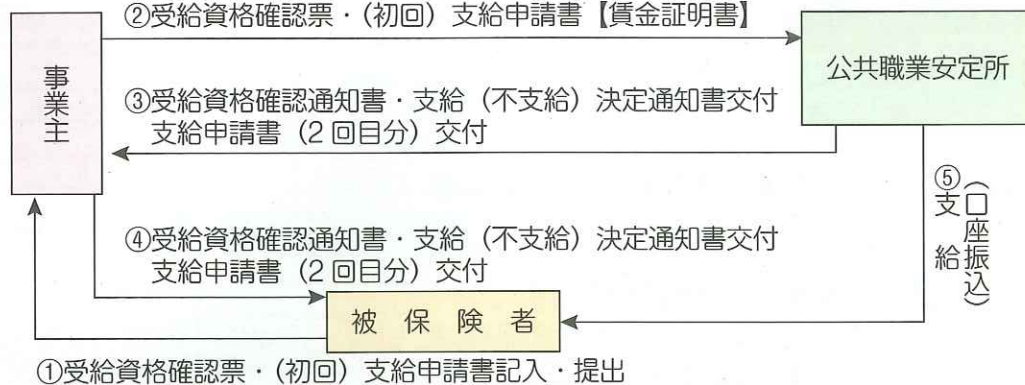 ②受給資格確認票・(初回)支給申請書【賃金証明書】
事業主
公共職業安定所
③受給資格確認通知書・支給(不支給)決定通知書交付
支給申請書(2回目分)交付
⑤支給
(口座振込)
④受給資格確認通知書・支給(不支給)決定通知書交付
支給申請書(2回目分)交付
被保険者
①受給資格確認票・(初回)支給申請書記入・提出